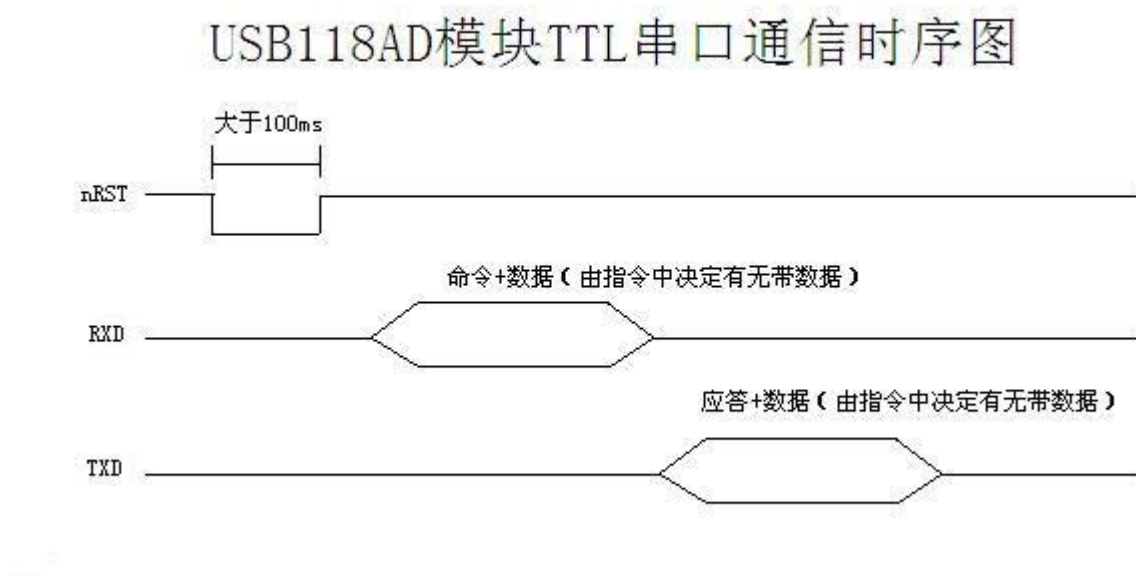 USB118AD模块TTL串口通信时序图
大于100ms
nRST
命令+数据(由指令中决定有无带数据)
RXD
应答+数据(由指令中决定有无带数据)
TXD